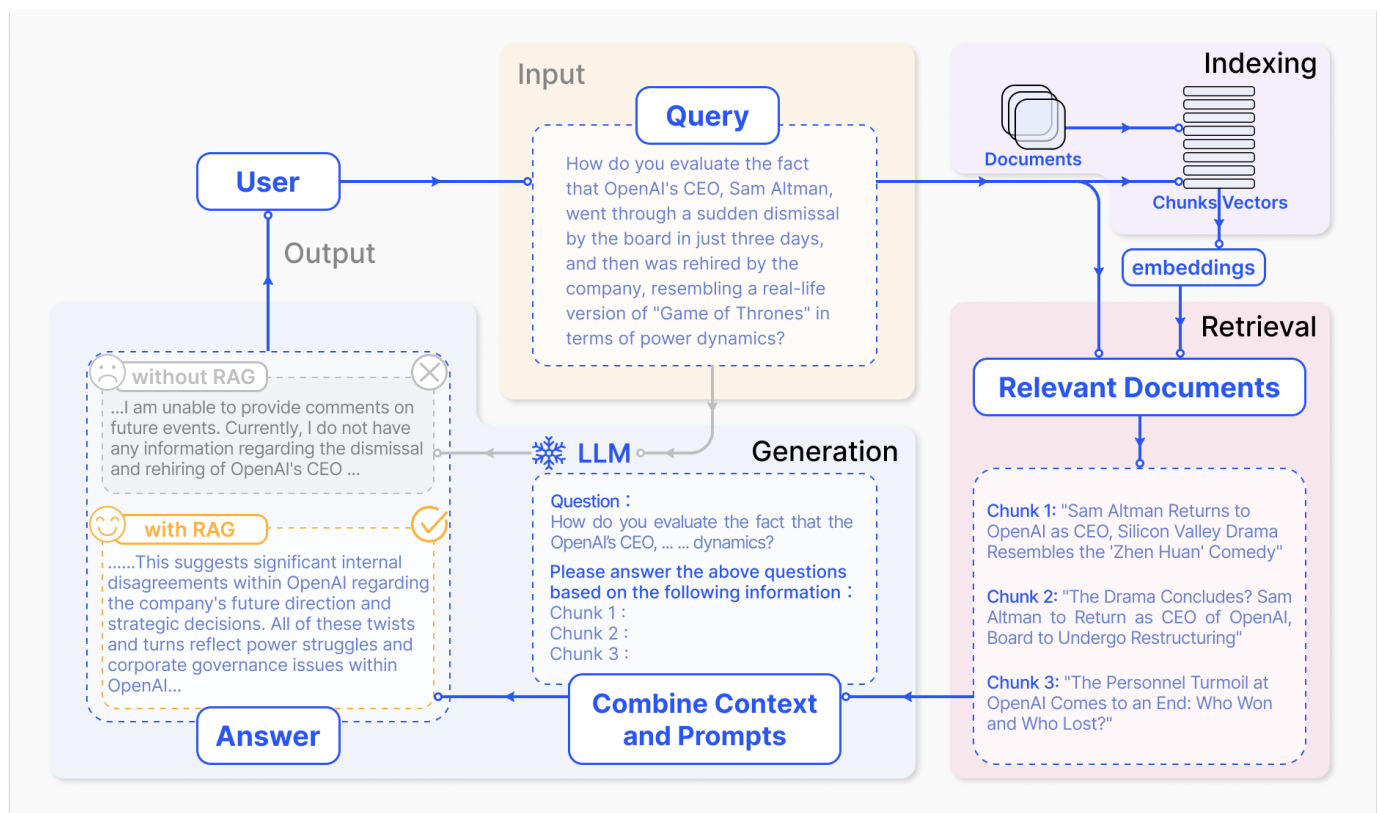 Input
Query
How do you evaluate the fact
that OpenAI's CEO, Sam Altman,
went through a sudden dismissal
by the board in just three days,
and then was rehired by the
company, resembling a real-life
version of "Game of Thrones" in
terms of power dynamics?
Indexing
Documents
Chunks Vectors
embeddings
User
Output
Retrieval
Relevant Documents
Chunk 1: "Sam Altman Returns to
OpenAI as CEO, Silicon Valley Drama
Resembles the 'Zhen Huan' Comedy"
Chunk 2: "The Drama Concludes? Sam
Altman to Return as CEO of OpenAI,
Board to Undergo Restructuring"
Chunk 3: "The Personnel Turmoil at
OpenAI Comes to an End: Who Won
and Who Lost?"
Generation
LLM
Question :
How do you evaluate the fact that the
OpenAI's CEO, ... ... dynamics?
Please answer the above questions
based on the following information :
Chunk 1 :
Chunk 2 :
Chunk 3 :
Combine Context
and Prompts
without RAG
...I am unable to provide comments on
future events. Currently, I do not have
any information regarding the dismissal
and rehiring of OpenAI's CEO ...
with RAG
......This suggests significant internal
disagreements within OpenAI regarding
the company's future direction and
strategic decisions. All of these twists
and turns reflect power struggles and
corporate governance issues within
OpenAI...
Answer